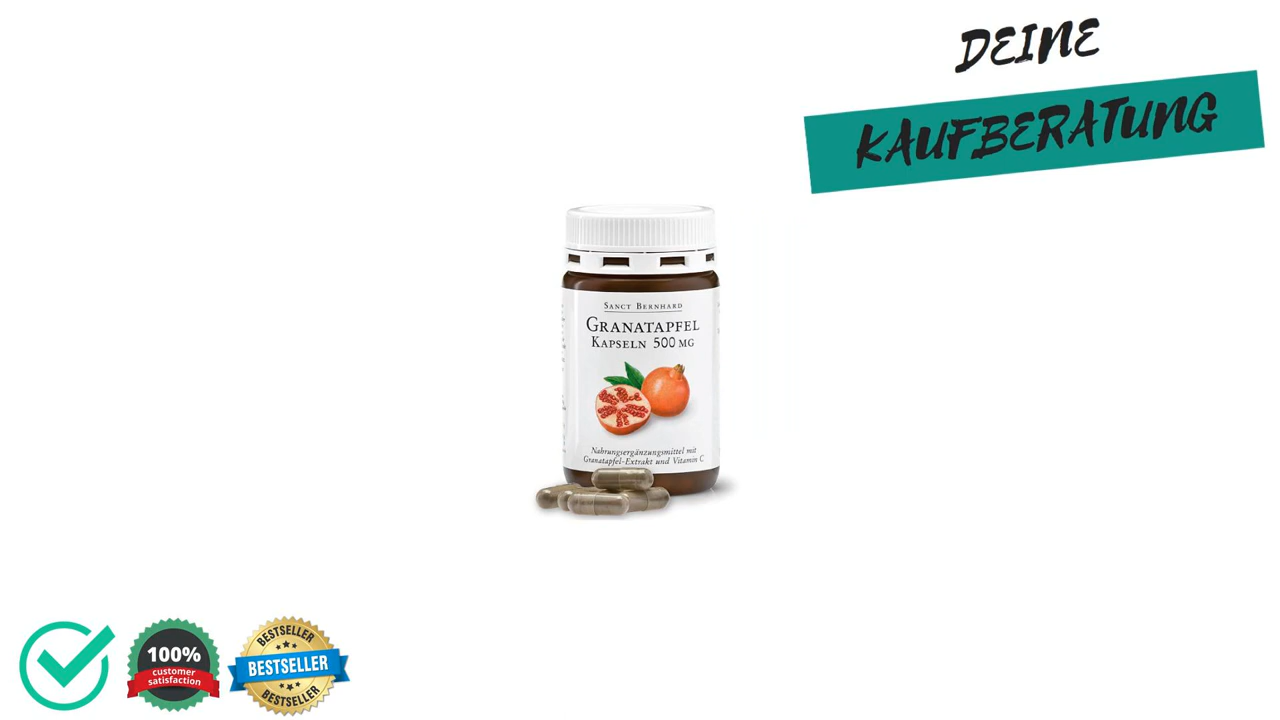 DEINE
KAUFBERATUNG
SANCT BERNHARD
GRANATAPFEL
KAPSELN 500 MG
Nahrungsergänzungsmittel mit
Granatapfel-Extrakt und Vitamin C
100%
customer
satisfaction
BESTSELLER
BESTSELLER
BESTSELLER